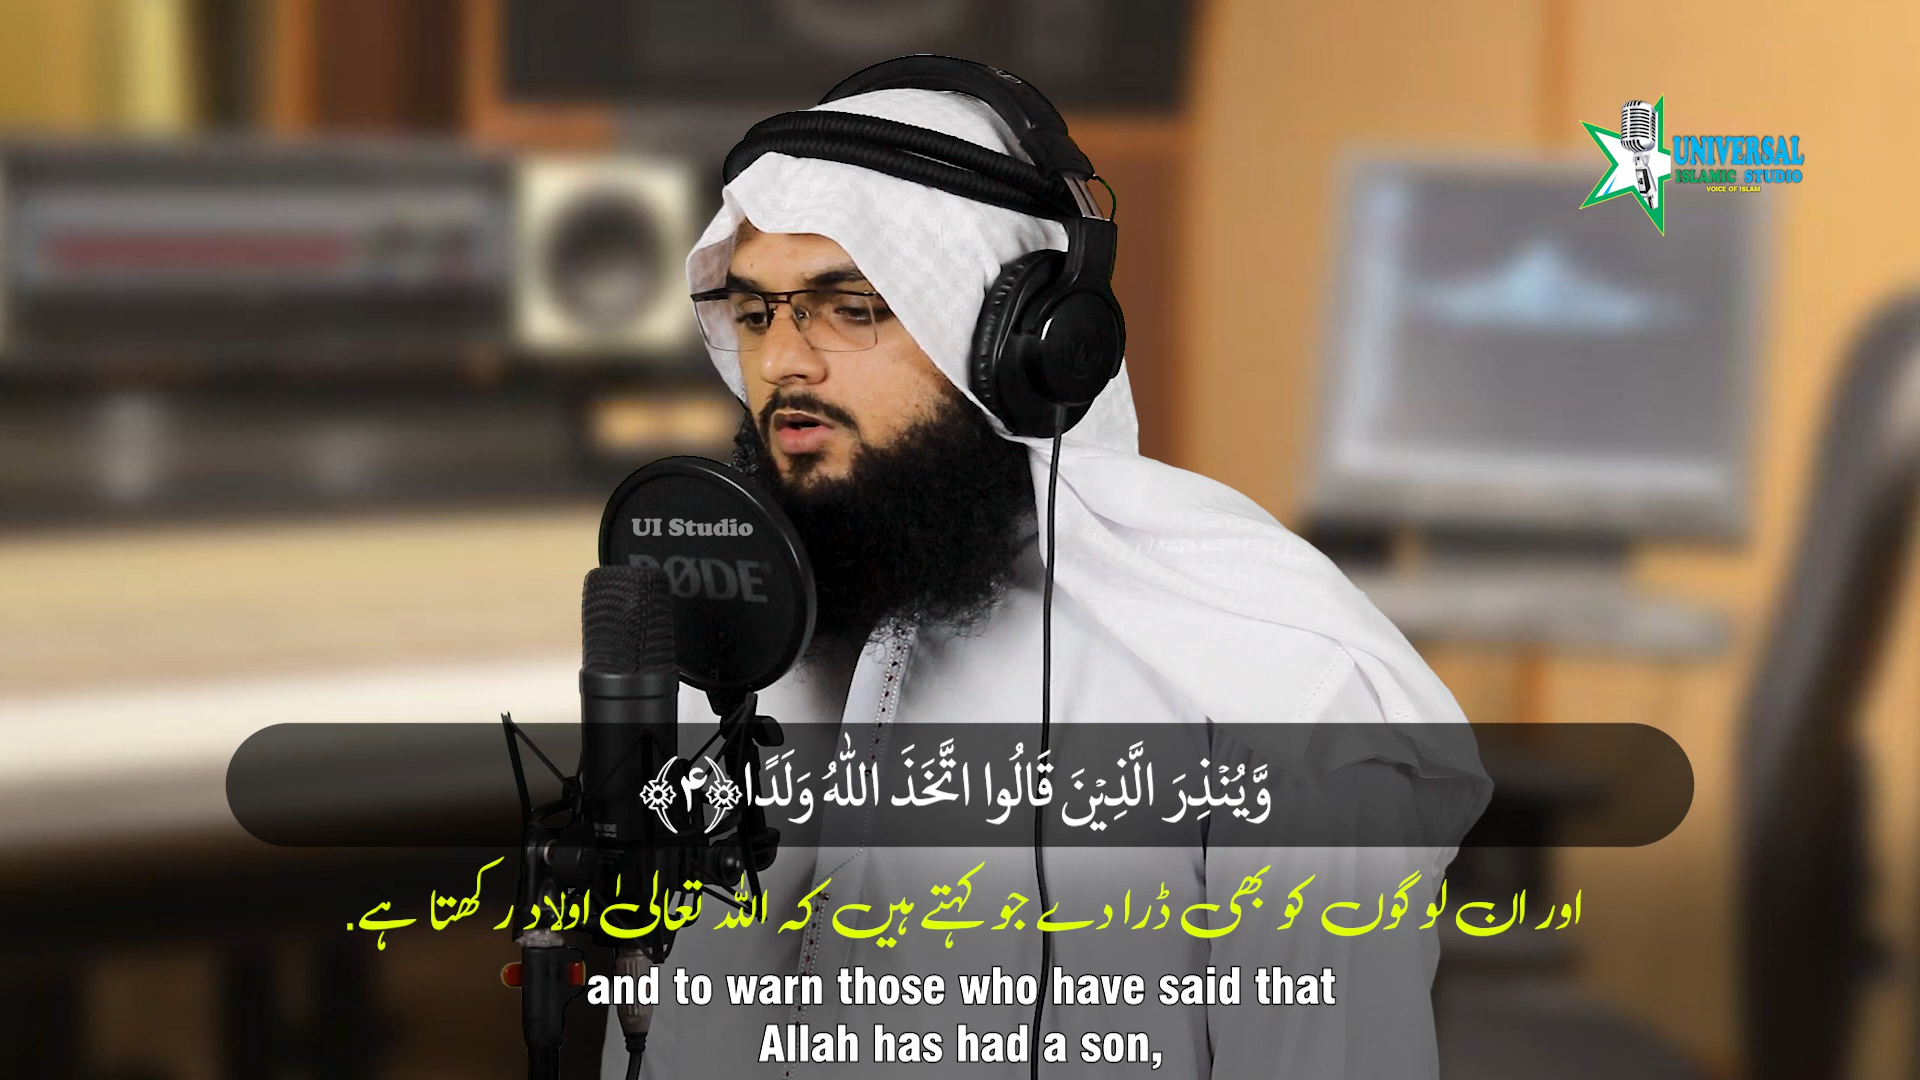 UNIVERSAL
ISLAMIC STUDIO
VOICE OF ISLAM
UI Studio
RØDE
وَّيُنْذِرَ الَّذِيْنَ قَالُوا اتَّخَذَ اللّٰهُ وَلَدًا﴿۴﴾
اور ان لوگوں کو بھی ڈرا دے جو کہتے ہیں کہ اللہ تعالیٰ اولاد رکھتا ہے.
and to warn those who have said that
Allah has had a son,